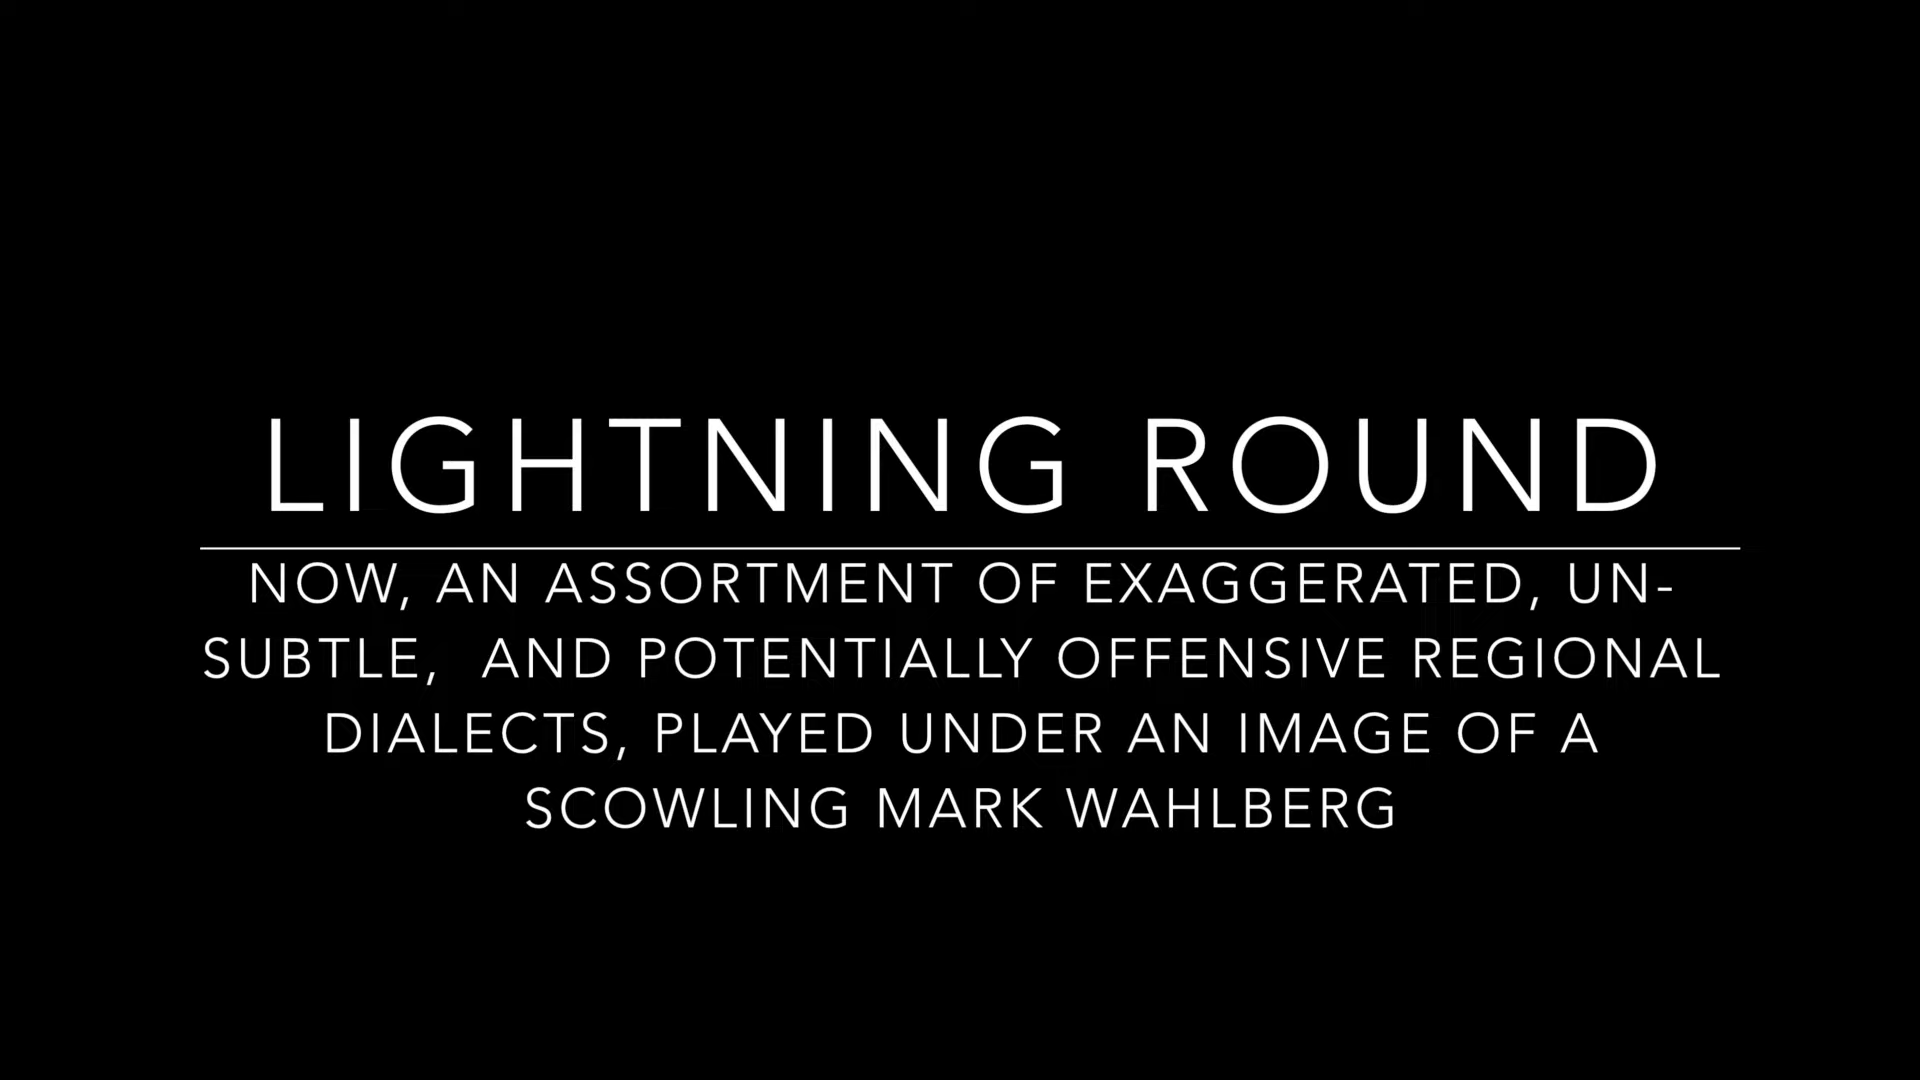 LIGHTNING ROUND
NOW, AN ASSORTMENT OF EXAGGERATED, UN-
SUBTLE,  AND POTENTIALLY OFFENSIVE REGIONAL
DIALECTS, PLAYED UNDER AN IMAGE OF A
SCOWLING MARK WAHLBERG